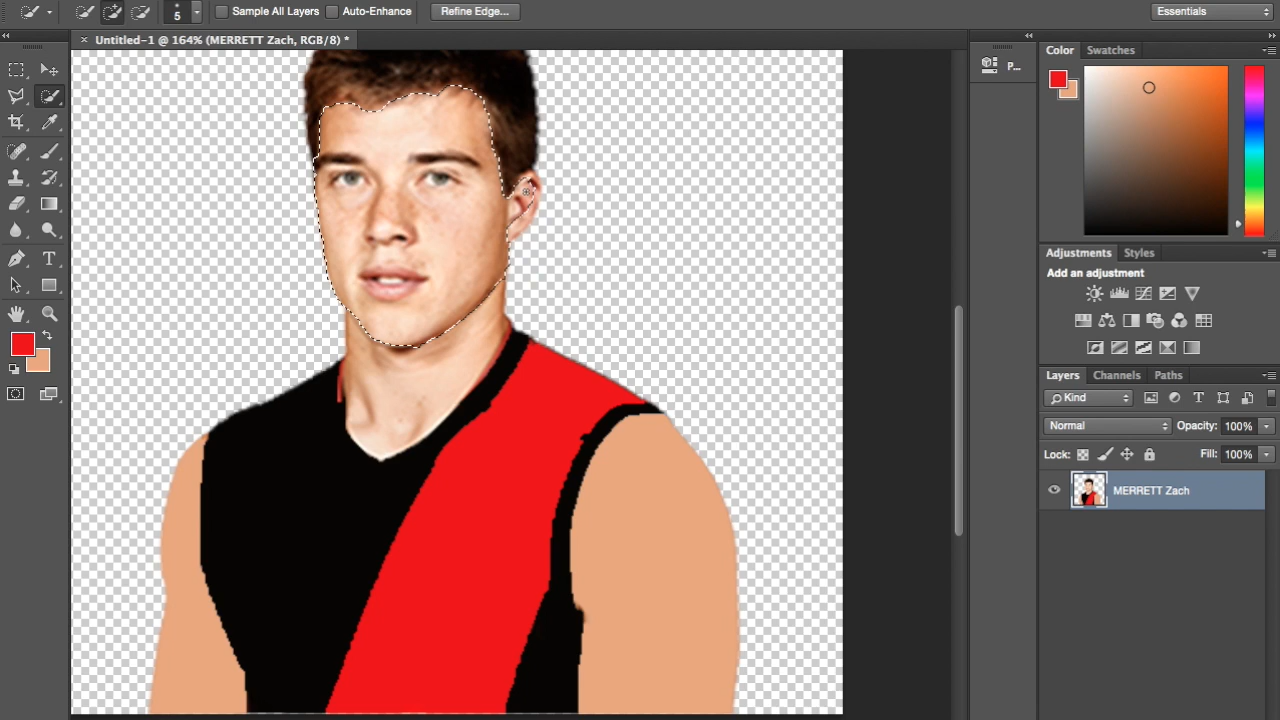 5
Sample All Layers
Auto-Enhance
Refine Edge...
Essentials
× Untitled-1 @ 164% (MERRETT Zach, RGB/8) *
P...
Color Swatches
Adjustments Styles
Add an adjustment
Layers Channels Paths
Kind
Normal Opacity: 100%
Lock: Fill: 100%
MERRETT Zach